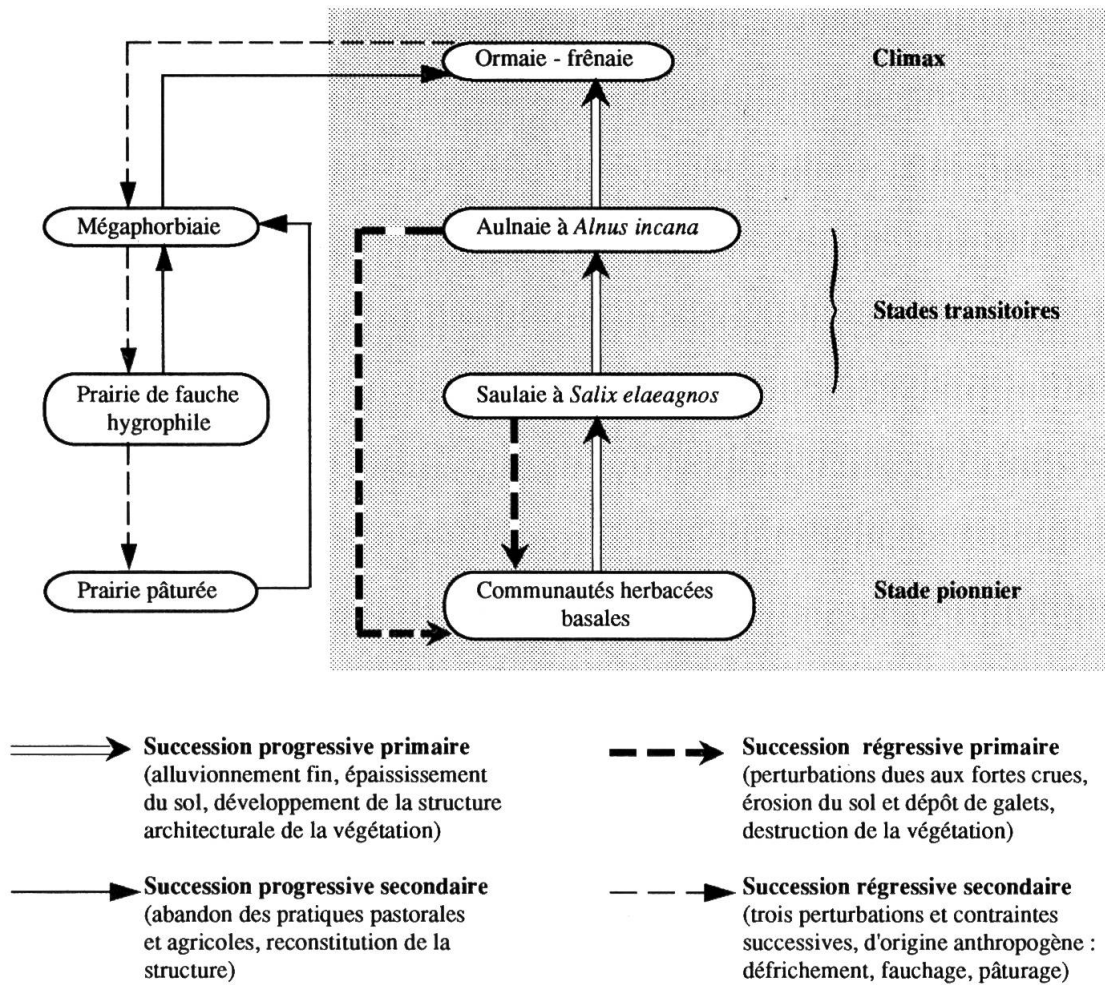 Ormaie - frênaie
Climax
Mégaphorbiaie
Aulnaie à Alnus incana
Stades transitoires
Prairie de fauche
hygrophile
Saulaie à Salix elaeagnos
Prairie pâturée
Communautés herbacées
basales
Stade pionnier
Succession progressive primaire
(alluvionnement fin, épaississement
du sol, développement de la structure
architecturale de la végétation)
Succession régressive primaire
(perturbations dues aux fortes crues,
érosion du sol et dépôt de galets,
destruction de la végétation)
Succession progressive secondaire
(abandon des pratiques pastorales
et agricoles, reconstitution de la
structure)
Succession régressive secondaire
(trois perturbations et contraintes
successives, d'origine anthropogène :
défrichement, fauchage, pâturage)